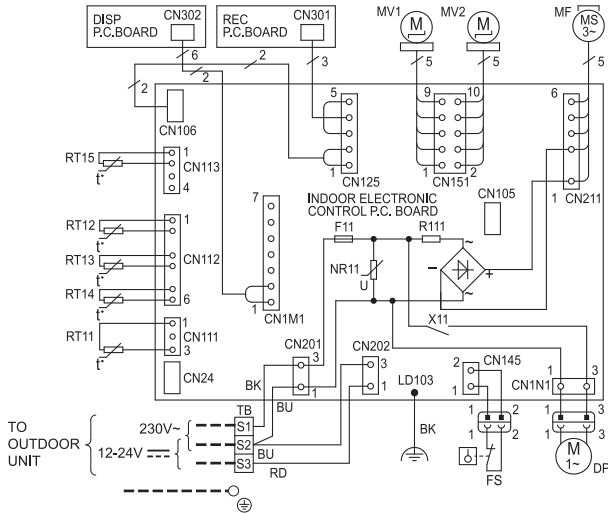 DISP CN302
P.C.BOARD
REC CN301
P.C.BOARD
MV1 M
MV2 M
MF MS
3~
6
2
2
3
5
5
5
2
CN106
5
1
CN125
9 10
1 2
CN151
6
1
CN211
RT15
t°
1
CN113
4
RT12
t°
RT13
t°
RT14
t°
1
CN112
6
RT11
t°
1
CN111
3
CN24
7
1
CN1M1
INDOOR ELECTRONIC
CONTROL P.C. BOARD
CN105
F11
R111
NR11
U
~
−
+
~
X11
CN201
3
1
CN202
3
1
2
CN145
1
1 3
CN1N1
LD103
BK
BU
BK
TB
S1
S2
S3
BU
RD
TO
OUTDOOR
UNIT
230V~
12-24V
1 2
1 2
FS
1 3
1 3
M
1~
DP